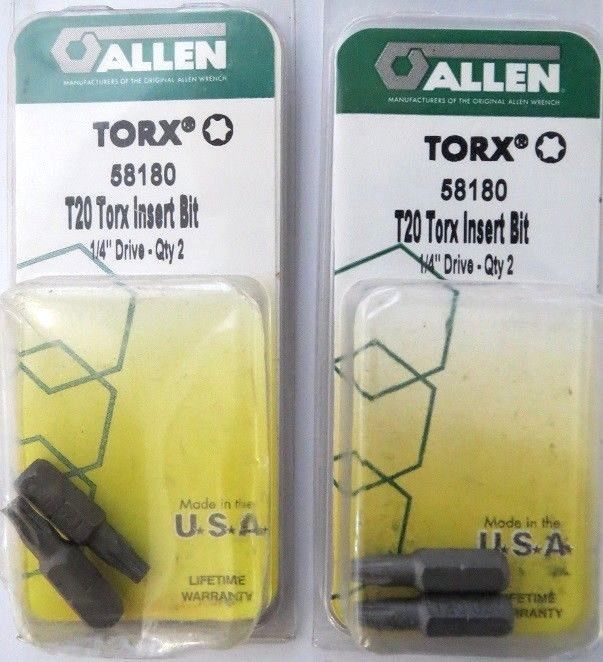 ALLEN
MANUFACTURERS OF THE ORIGINAL ALLEN WRENCH
TORX®
58180
T20 Torx Insert Bit
1/4" Drive - Qty 2
Made in the
U.S.A.
LIFETIME
WARRANTY
ALLEN
MANUFACTURERS OF THE ORIGINAL ALLEN WRENCH
TORX®
58180
T20 Torx Insert Bit
1/4" Drive - Qty 2
Made in the
U.S.A.